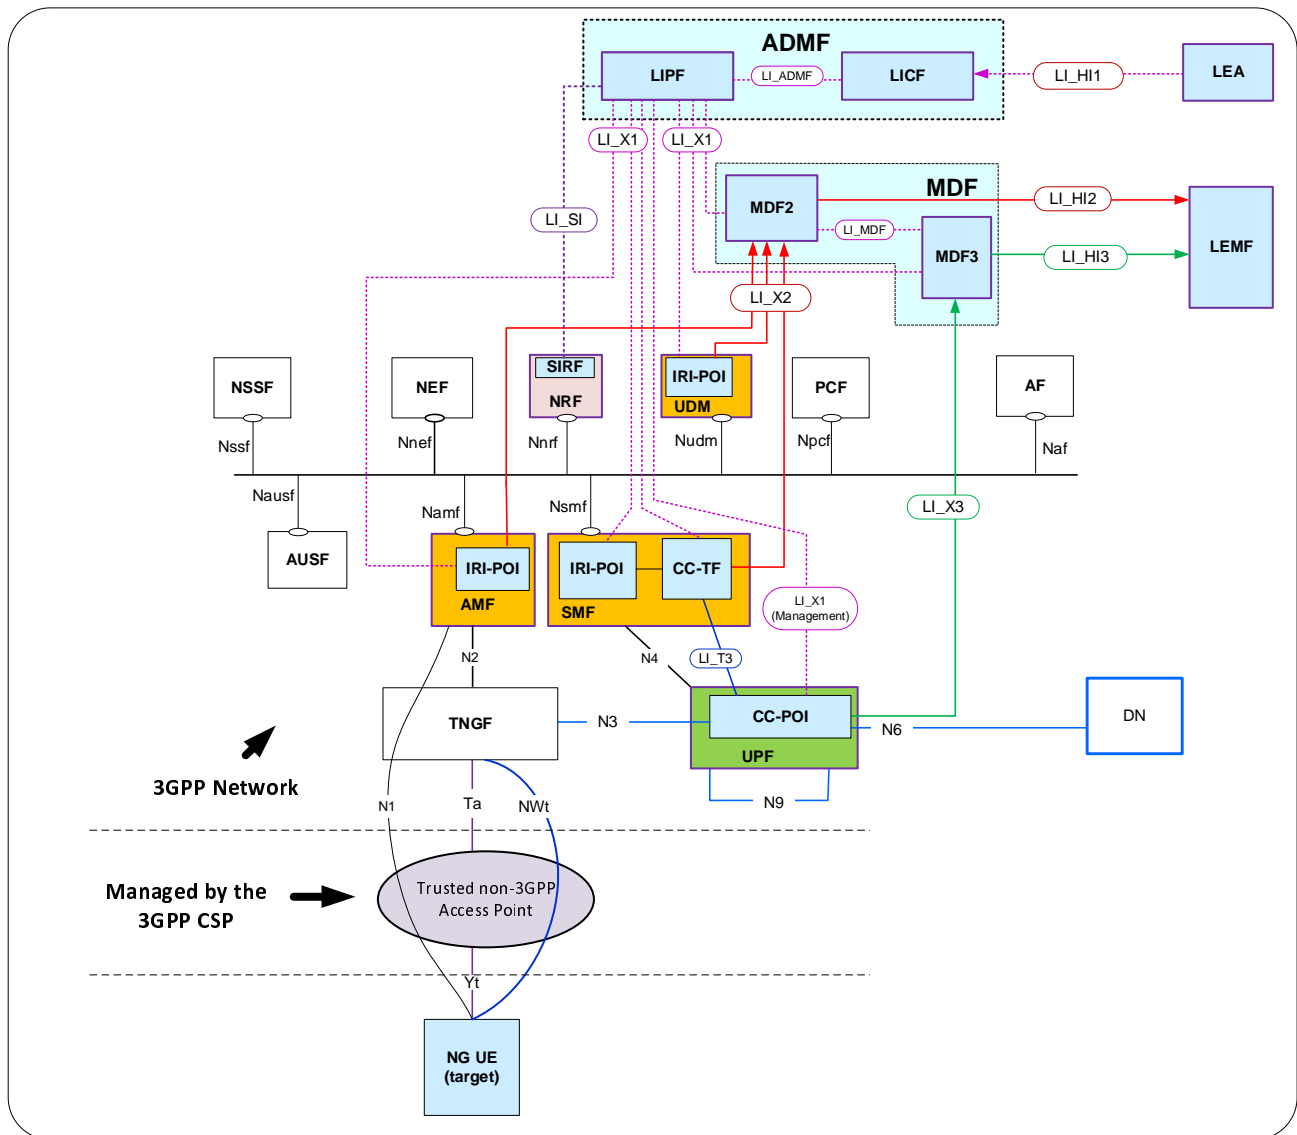 ADMF
LIPF
LI_ADMF
LICF
LI_HI1
LEA
LI_X1
LI_X1
MDF
MDF2
LI_HI2
LI_SI
LI_MDF
LEMF
MDF3
LI_HI3
LI_X2
SIRF
IRI-POI
NSSF
NEF
NRF
UDM
PCF
AF
Nssf
Nnef
Nnrf
Nudm
Npcf
Naf
Nausf
Namf
Nsmf
LI_X3
AUSF
IRI-POI
IRI-POI
CC-TF
AMF
SMF
LI_X1
(Management)
N2
N4
LI_T3
TNGF
N3
CC-POI
N6
DN
UPF
3GPP Network
N1
Ta
NWt
N9
Managed by the
3GPP CSP
Trusted non-3GPP
Access Point
Yt
NG UE
(target)